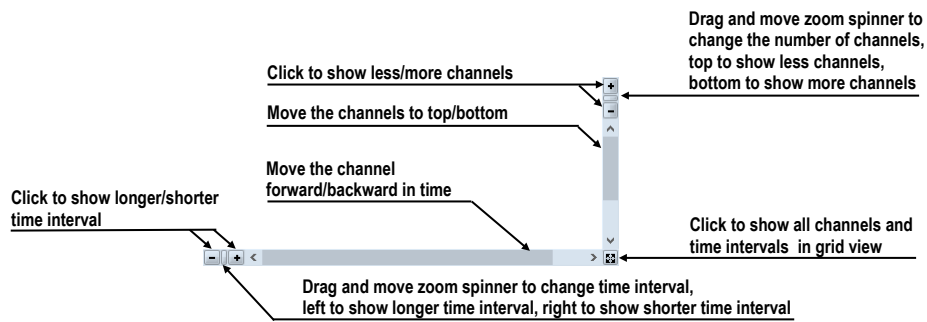 Drag and move zoom spinner to
change the number of channels,
top to show less channels,
bottom to show more channels
Click to show less/more channels
Move the channels to top/bottom
Move the channel
forward/backward in time
Click to show longer/shorter
time interval
Click to show all channels and
time intervals in grid view
Drag and move zoom spinner to change time interval,
left to show longer time interval, right to show shorter time interval